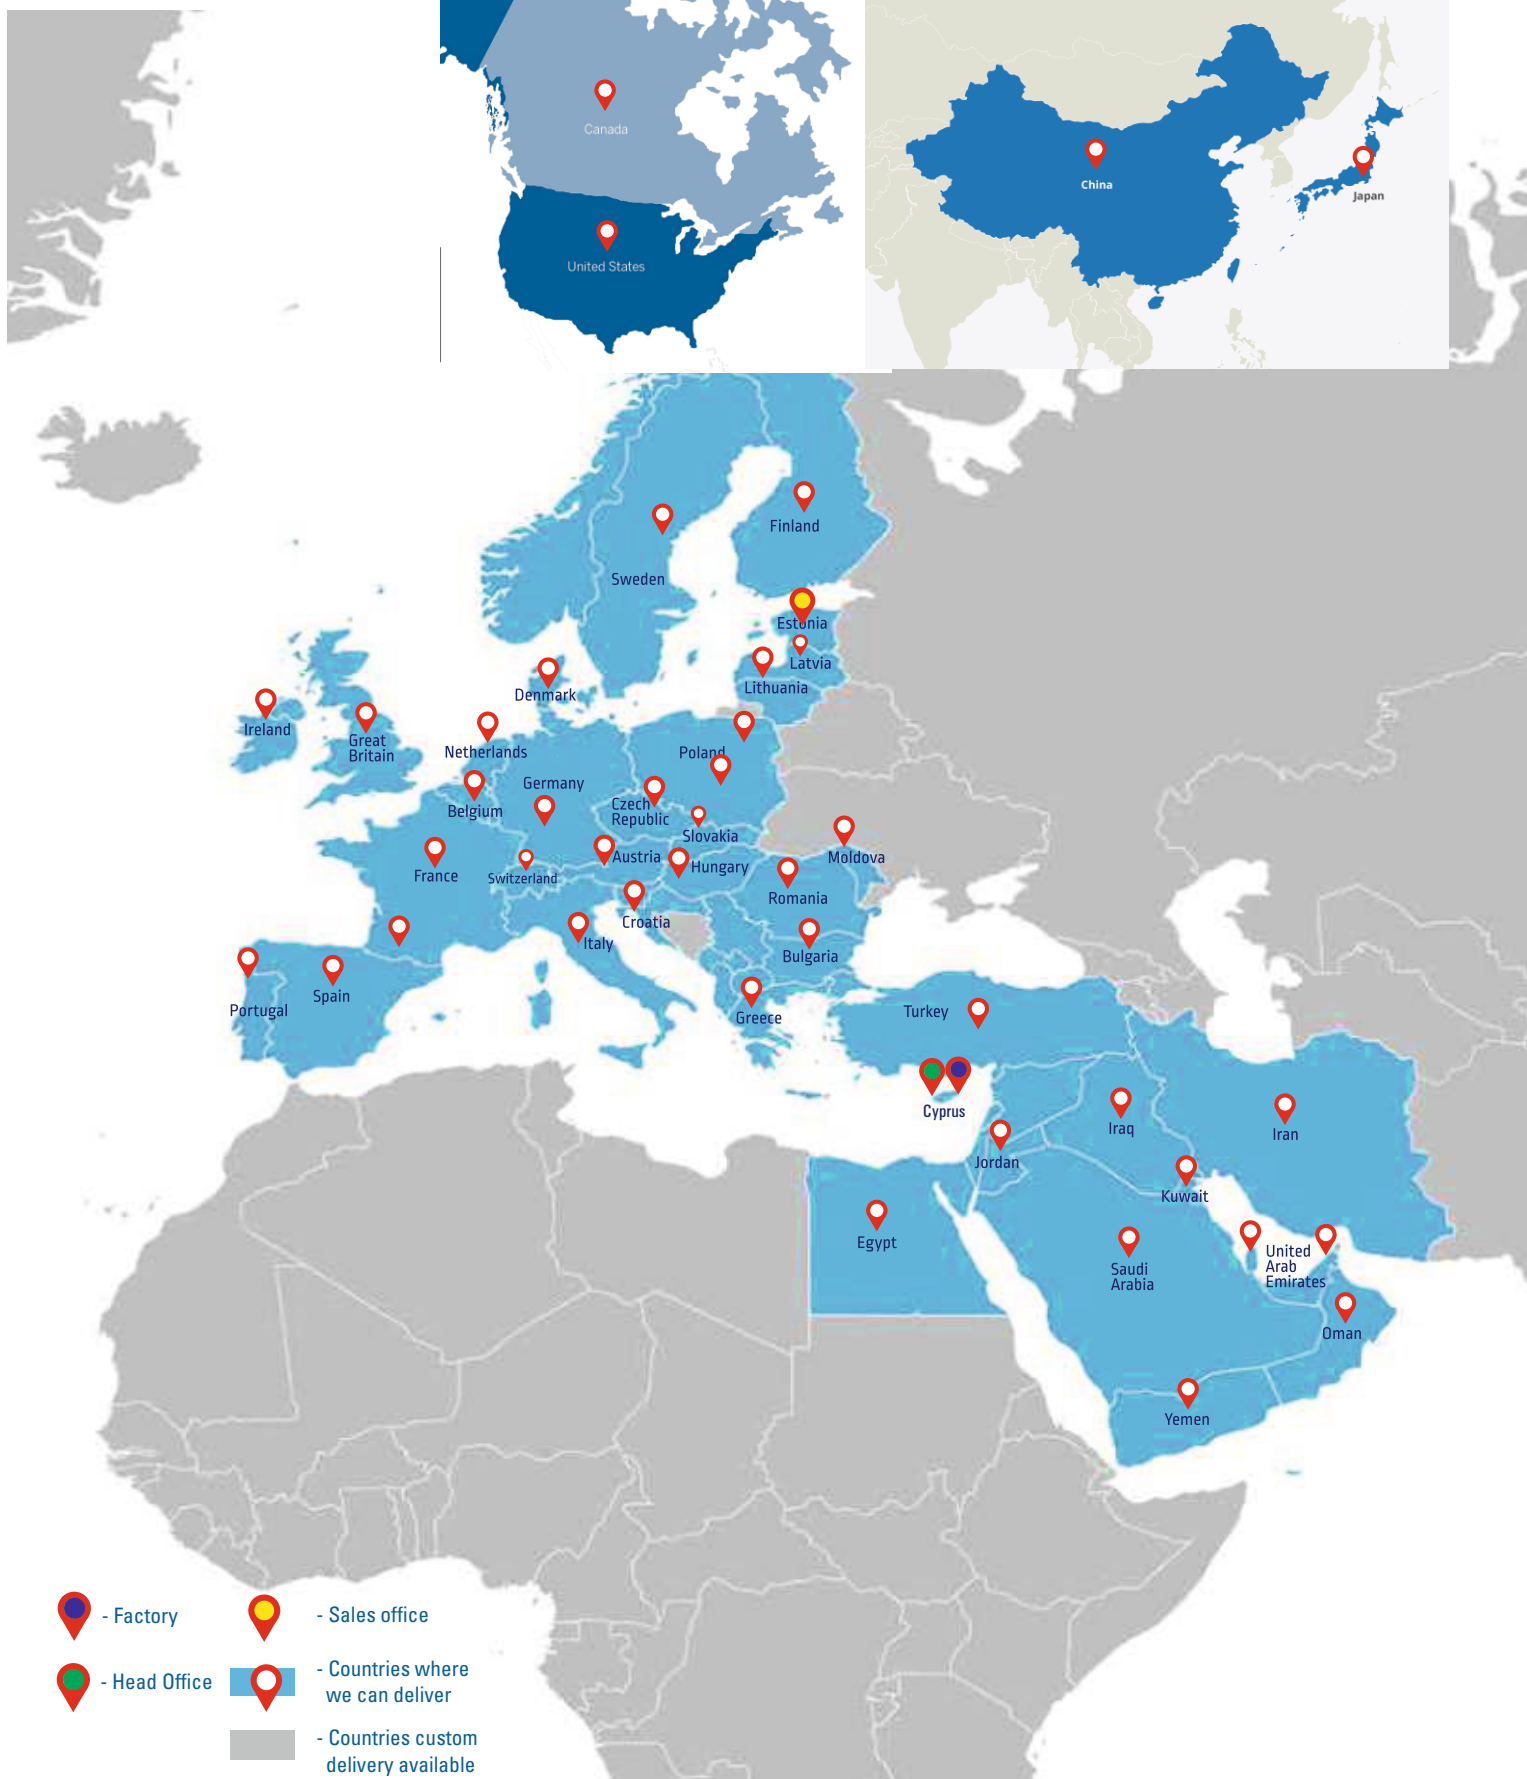 Canada
United States
China
Japan
Finland
Sweden
Estonia
Latvia
Lithuania
Denmark
Ireland
Great
Britain
Netherlands
Poland
Germany
Belgium
Czech
Republic
Slovakia
Moldova
Austria
Hungary
France
Switzerland
Romania
Croatia
Italy
Bulgaria
Spain
Portugal
Greece
Turkey
Cyprus
Iraq
Iran
Jordan
Kuwait
Egypt
Saudi
Arabia
United
Arab
Emirates
Oman
Yemen
- Factory
- Sales office
- Head Office
- Countries where
we can deliver
- Countries custom
delivery available